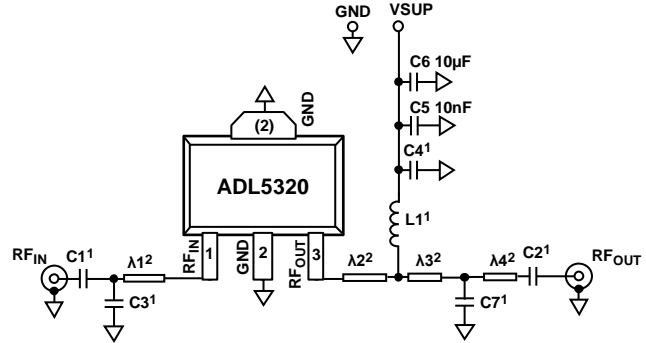 GND
VSUP
C6 10µF
C5 10nF
C4¹
L1¹
(2)
GND
ADL5320
RF_IN
C1¹
λ1²
C3¹
RF_IN
1
GND
2
RF_OUT
3
λ2²
λ3²
λ4²
C2¹
C7¹
RF_OUT